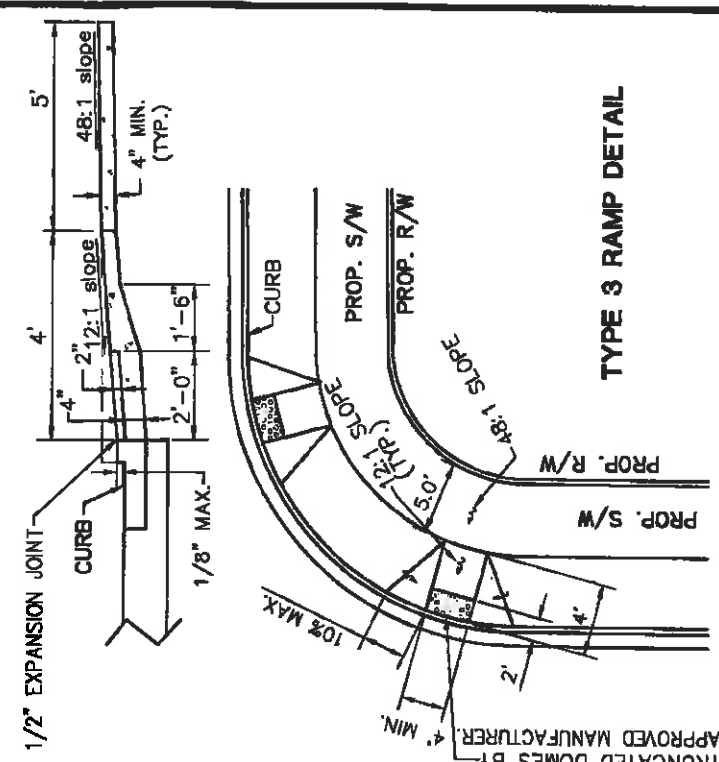 1/2" EXPANSION JOINT
CURB
1/8" MAX.
4'
5'
12:1 slope
48:1 slope
4"
2"
4" MIN.
(TYP.)
2'-0"
1'-6"
CURB
PROP. S/W
PROP. R/W
12:1 SLOPE
(TYP.)
5.0'
48:1 SLOPE
TYPE 3 RAMP DETAIL
PROP. R/W
PROP. S/W
10% MAX.
4' MIN.
2'
4'
TRUNCATED DOMES BY
APPROVED MANUFACTURER.